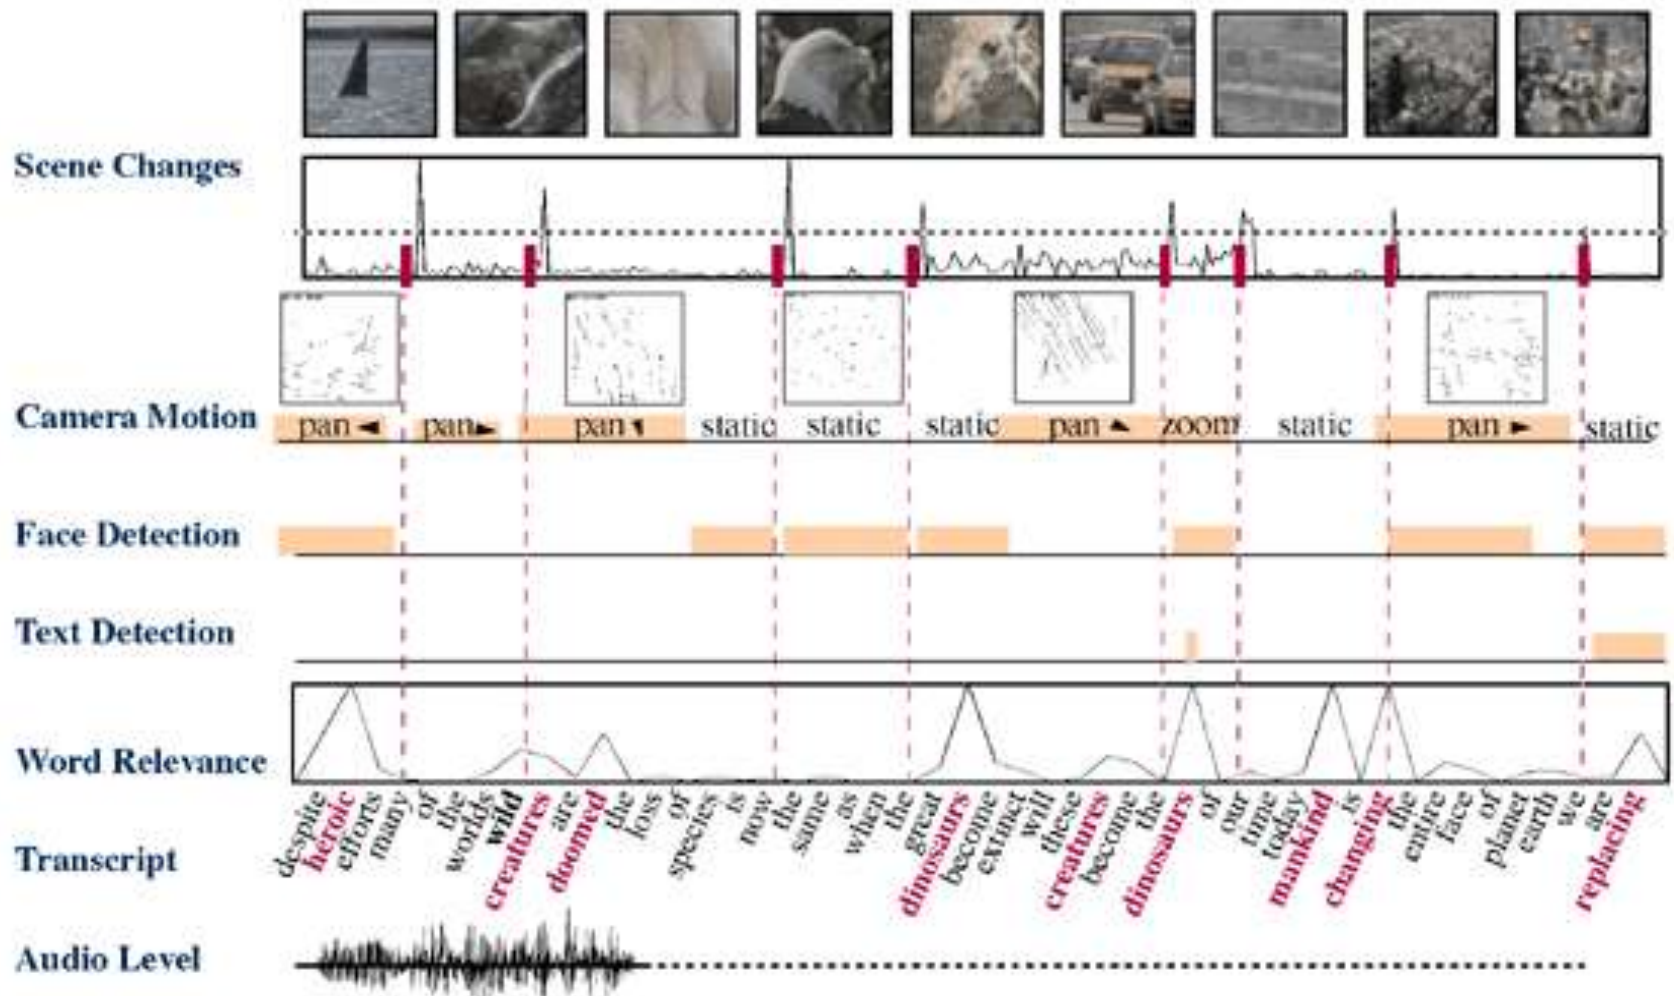 Scene Changes
Camera Motion
pan pan pan static static static pan zoom static pan static
Face Detection
Text Detection
Word Relevance
Transcript
despite heroic efforts many of the worlds wild creatures are doomed the loss of species is now the same as when the great dinosaurs become extinct will these creatures become the dinosaurs of our time today mankind is changing the entire face of planet earth we are replacing
Audio Level